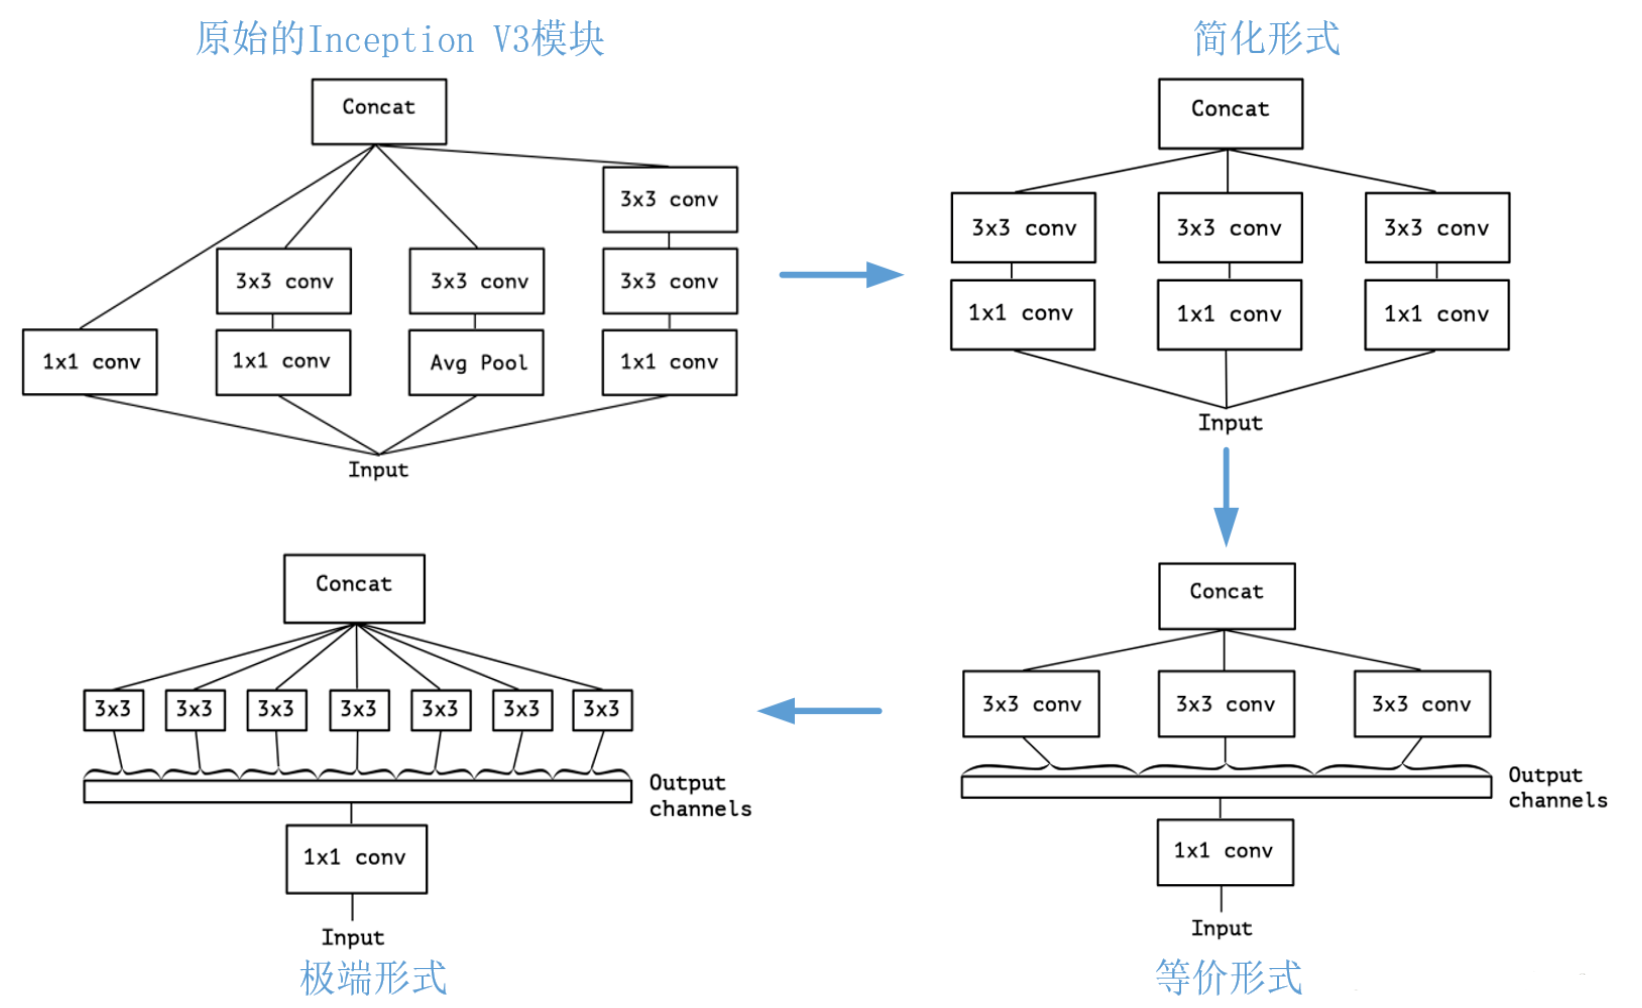 原始的Inception V3模块
Concat
3x3 conv
3x3 conv
3x3 conv
3x3 conv
1x1 conv
1x1 conv
Avg Pool
1x1 conv
Input
简化形式
Concat
3x3 conv
3x3 conv
3x3 conv
1x1 conv
1x1 conv
1x1 conv
Input
Concat
3x3 conv
3x3 conv
3x3 conv
Output
channels
1x1 conv
Input
等价形式
Concat
3x3
3x3
3x3
3x3
3x3
3x3
3x3
Output
channels
1x1 conv
Input
极端形式